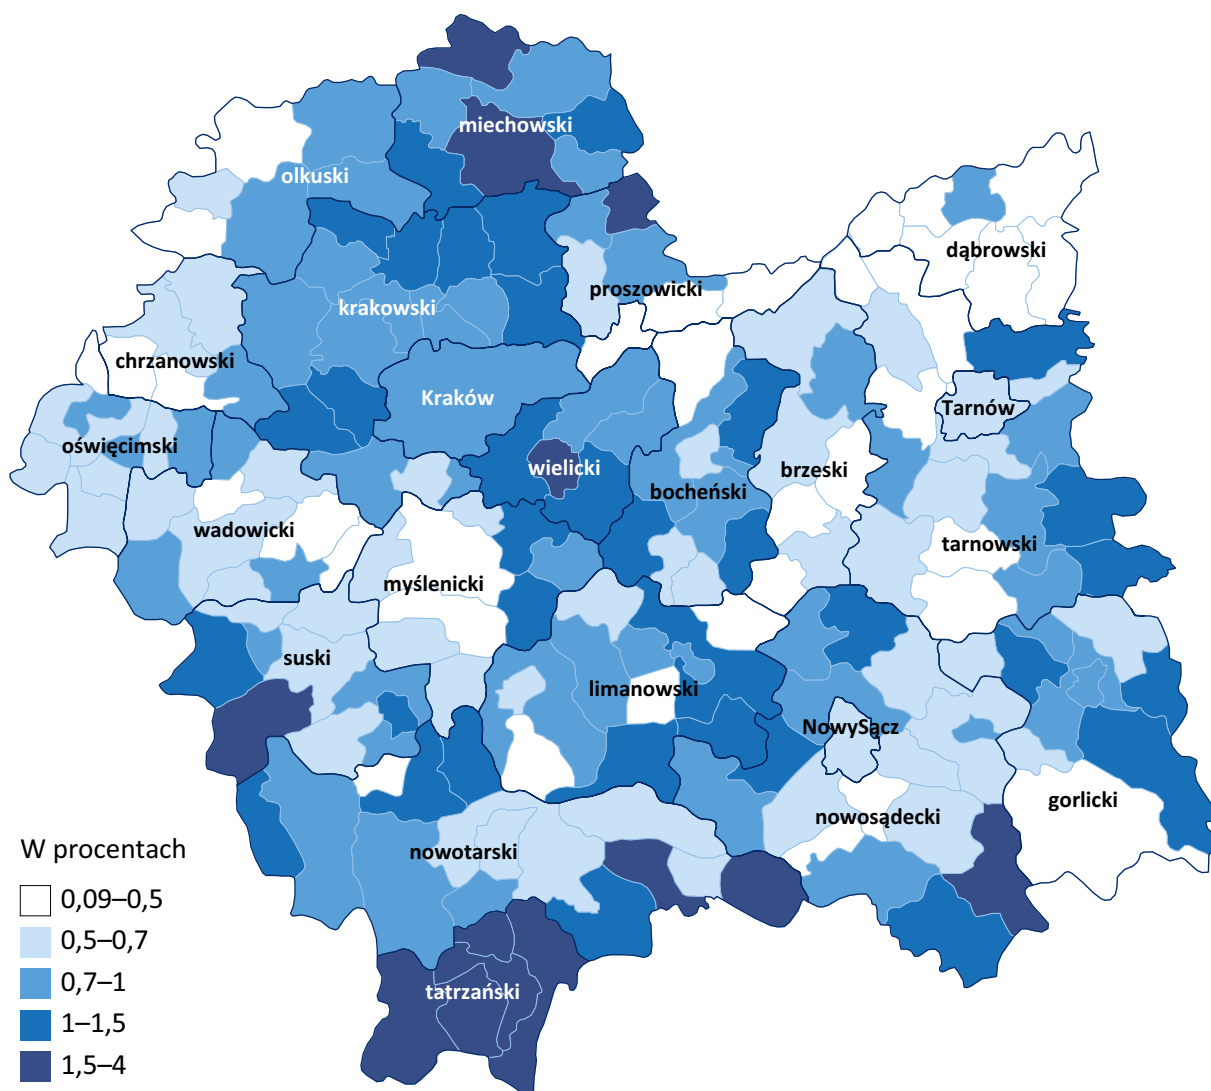 miechowski
olkuski
dąbrowski
proszowicki
krakowski
chrzanowski
Kraków
Tarnów
oświęcimski
wielicki
brzeski
bocheński
wadowicki
tarnowski
myślenicki
suski
limanowski
NowySącz
gorlicki
nowosądecki
nowotarski
tatrzański
W procentach
0,09–0,5
0,5–0,7
0,7–1
1–1,5
1,5–4